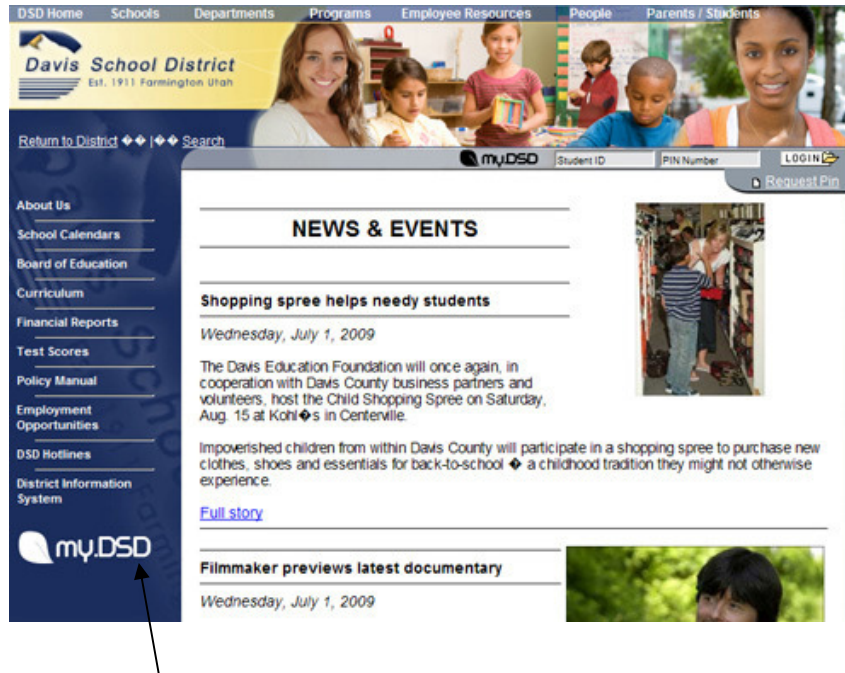 DSD Home Schools Departments Programs Employee Resources People Parents / Students
Davis School District
Est. 1911 Farmington Utah
Return to District �� |�� Search
my.DSD Student ID PIN Number LOGIN
Request Pin
About Us
School Calendars
Board of Education
Curriculum
Financial Reports
Test Scores
Policy Manual
Employment
Opportunities
DSD Hotlines
District Information
System
my.DSD
NEWS & EVENTS
Shopping spree helps needy students
Wednesday, July 1, 2009
The Davis Education Foundation will once again, in
cooperation with Davis County business partners and
volunteers, host the Child Shopping Spree on Saturday,
Aug. 15 at Kohl�s in Centerville.
Impoverished children from within Davis County will participate in a shopping spree to purchase new
clothes, shoes and essentials for back-to-school � a childhood tradition they might not otherwise
experience.
Full story
Filmmaker previews latest documentary
Wednesday, July 1, 2009